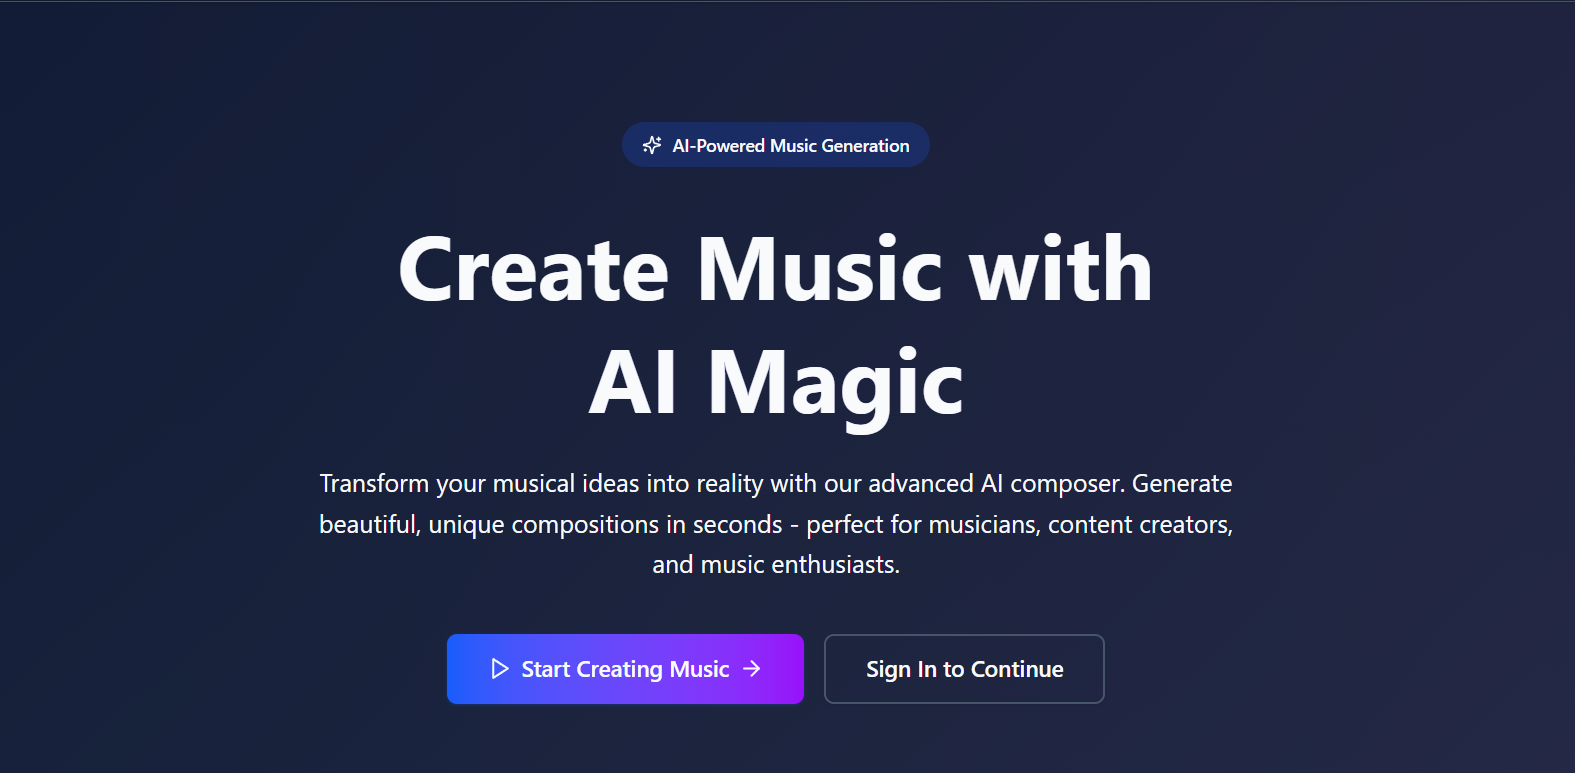 AI-Powered Music Generation
Create Music with
AI Magic
Transform your musical ideas into reality with our advanced AI composer. Generate
beautiful, unique compositions in seconds - perfect for musicians, content creators,
and music enthusiasts.
Start Creating Music
Sign In to Continue